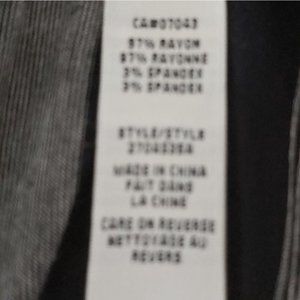 CA#07043
97% RAYON
97% RAYONNE
3% SPANDEX
3% SPANDEX
STYLE/STYLE
MADE IN CHINA
FAIT DANS
LA CHINE
CARE ON REVERSE
NETTOYAGE AU
REVERS